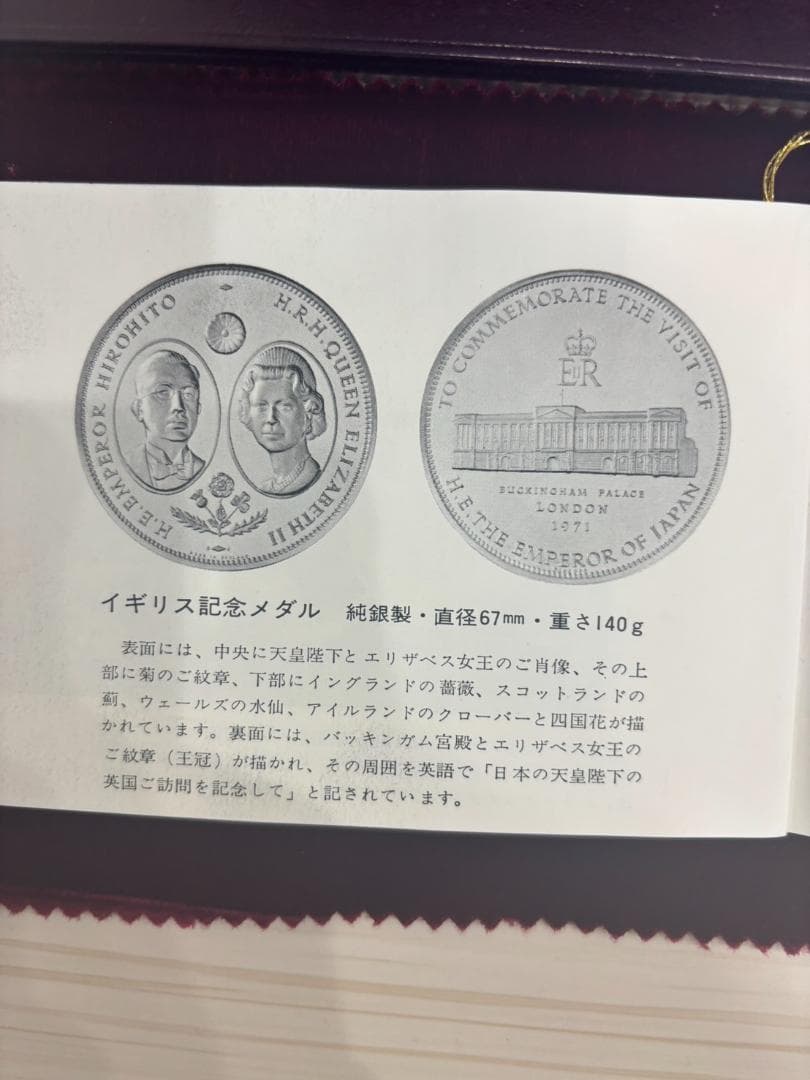 H.E. EMPEROR HIROHITO
H.R.H. QUEEN ELIZABETH II
TO COMMEMORATE THE VISIT OF
EIIR
BUCKINGHAM PALACE
LONDON
1971
H.E. THE EMPEROR OF JAPAN
イギリス記念メダル 純銀製・直径67mm・重さ140g
表面には、中央に天皇陛下とエリザベス女王のご肖像、その上
部に菊のご紋章、下部にイングランドの薔薇、スコットランドの
薊、ウェールズの水仙、アイルランドのクローバーと四国花が描
かれています。裏面には、バッキンガム宮殿とエリザベス女王の
ご紋章（王冠）が描かれ、その周囲を英語で「日本の天皇陛下の
英国ご訪問を記念して」と記されています。